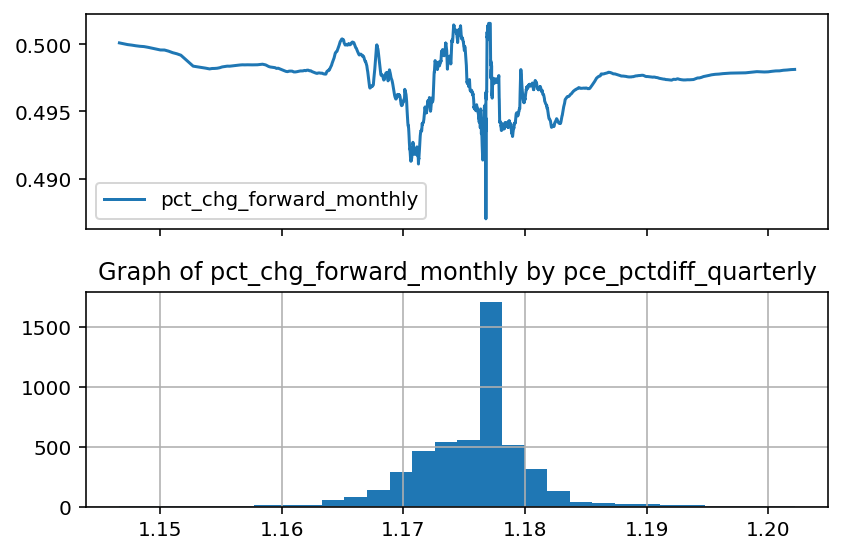 0.500
0.495
0.490
pct_chg_forward_monthly
Graph of pct_chg_forward_monthly by pce_pctdiff_quarterly
1500
1000
500
0
1.15 1.16 1.17 1.18 1.19 1.20